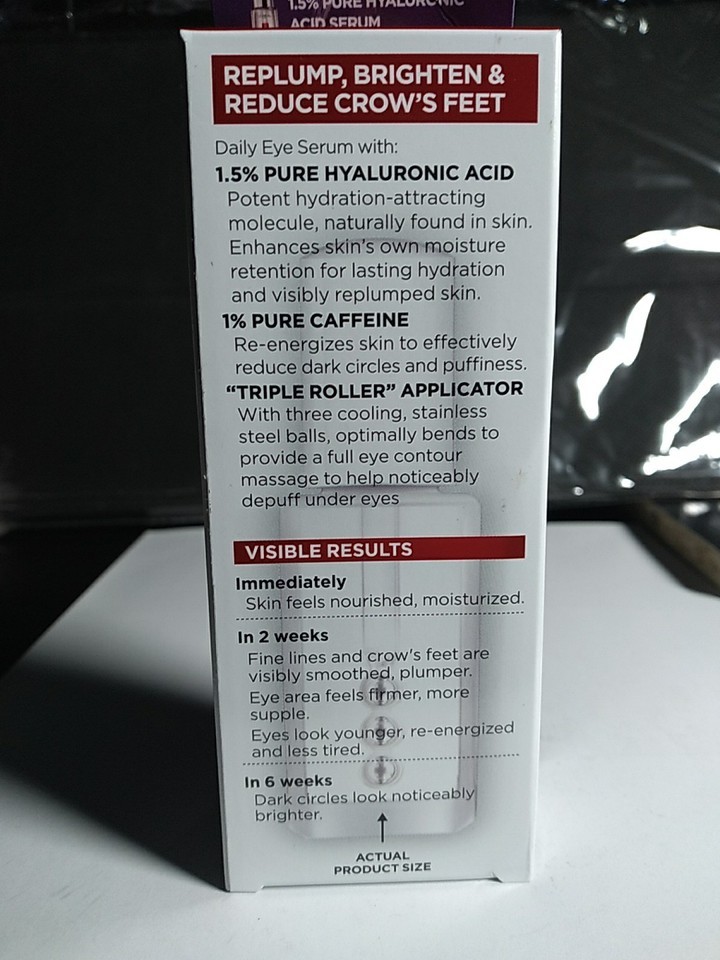 1.5% PURE HYALURONIC
ACID SERUM
REPLUMP, BRIGHTEN &
REDUCE CROW'S FEET
Daily Eye Serum with:
1.5% PURE HYALURONIC ACID
Potent hydration-attracting
molecule, naturally found in skin.
Enhances skin's own moisture
retention for lasting hydration
and visibly replumped skin.
1% PURE CAFFEINE
Re-energizes skin to effectively
reduce dark circles and puffiness.
"TRIPLE ROLLER" APPLICATOR
With three cooling, stainless
steel balls, optimally bends to
provide a full eye contour
massage to help noticeably
depuff under eyes
VISIBLE RESULTS
Immediately
Skin feels nourished, moisturized.
In 2 weeks
Fine lines and crow's feet are
visibly smoothed, plumper.
Eye area feels firmer, more
supple.
Eyes look younger, re-energized
and less tired.
In 6 weeks
Dark circles look noticeably
brighter.
ACTUAL
PRODUCT SIZE